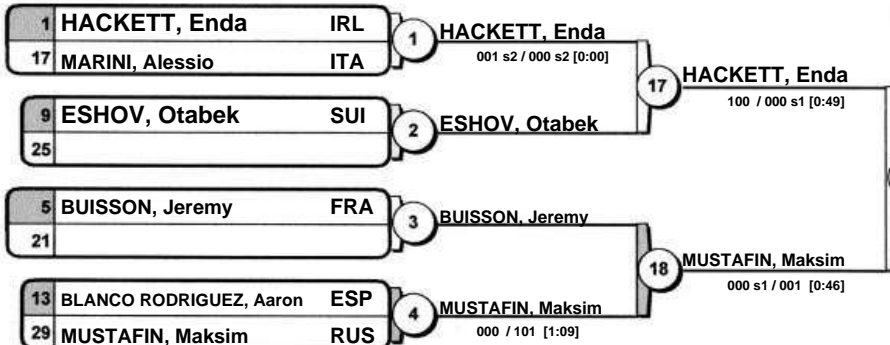 1 HACKETT, Enda IRL
17 MARINI, Alessio ITA
1
HACKETT, Enda
001 s2 / 000 s2 [0:00]
9 ESHOV, Otabek SUI
25
2
ESHOV, Otabek
17
HACKETT, Enda
100 / 000 s1 [0:49]
5 BUISSON, Jeremy FRA
21
3
BUISSON, Jeremy
13 BLANCO RODRIGUEZ, Aaron ESP
29 MUSTAFIN, Maksim RUS
4
MUSTAFIN, Maksim
000 / 101 [1:09]
18
MUSTAFIN, Maksim
000 s1 / 001 [0:46]